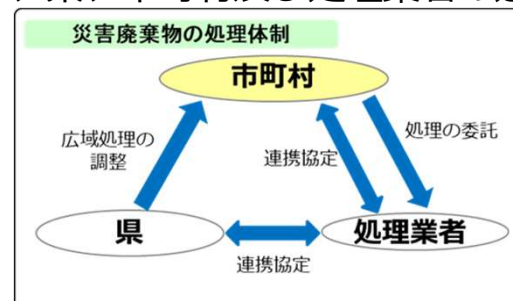 災害廃棄物の処理体制
市町村
広域処理の
調整
連携協定
処理の委託
県
処理業者
連携協定